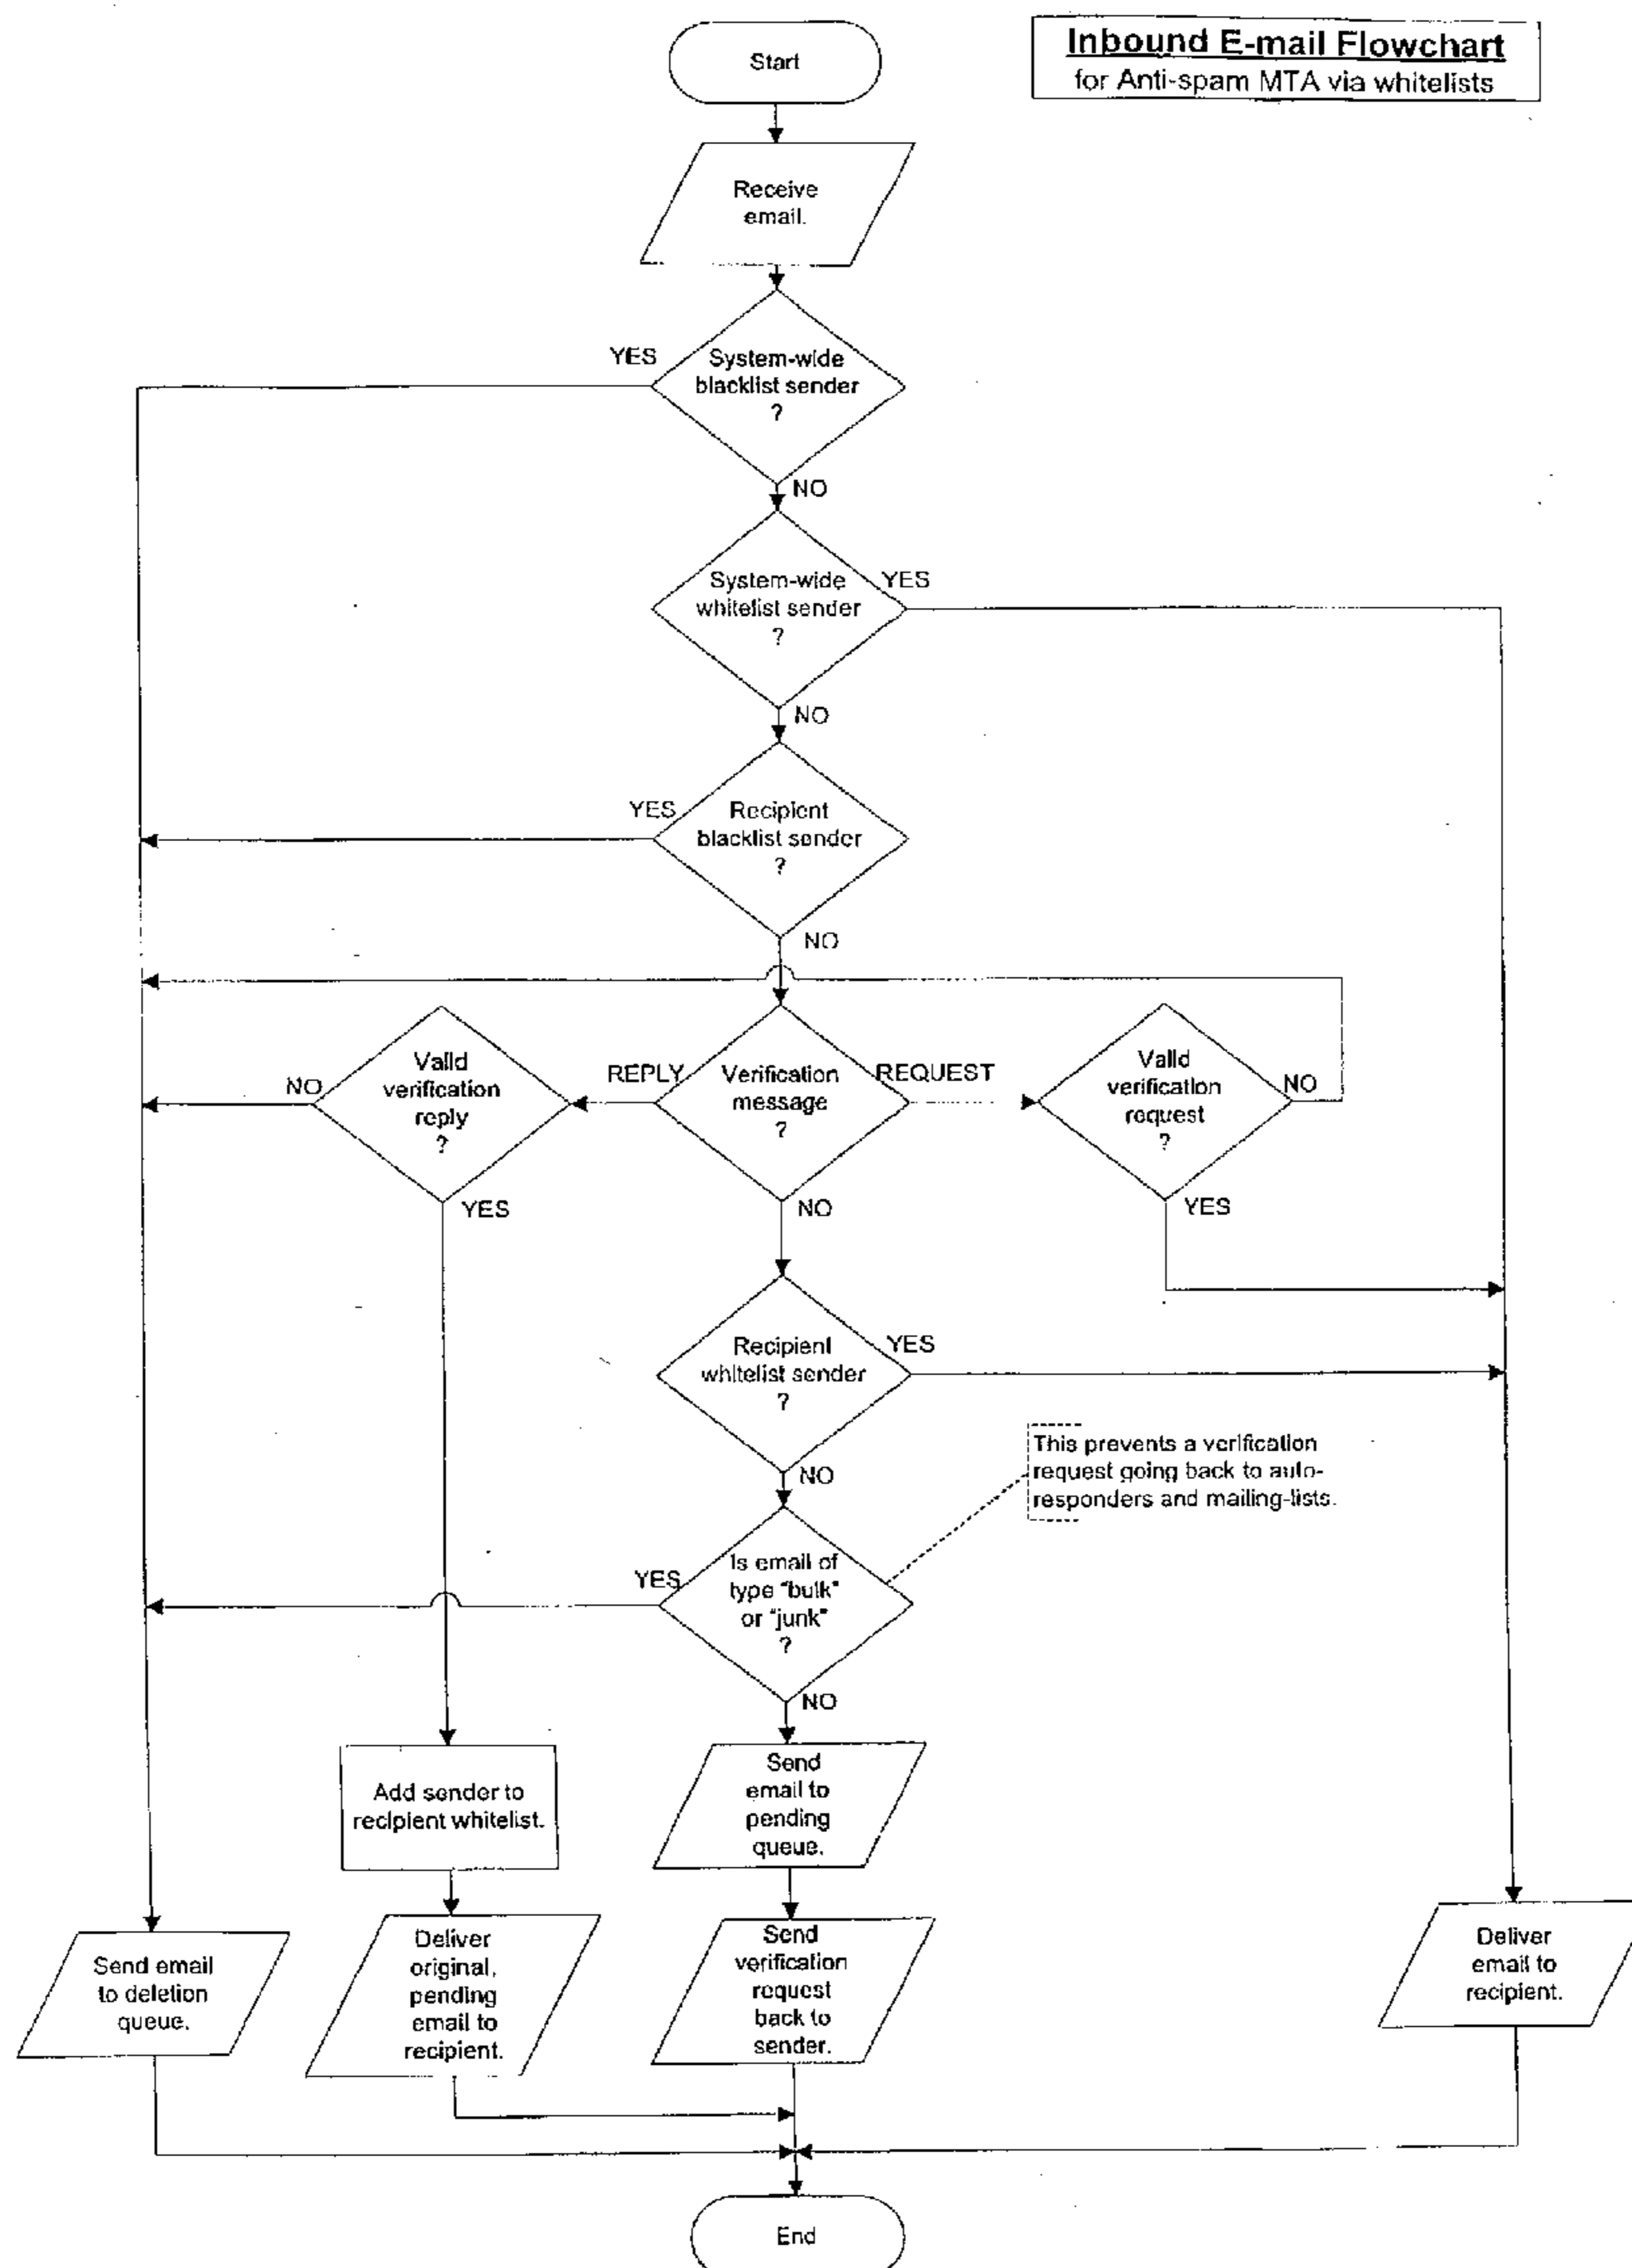 Inbound E-mail Flowchart
for Anti-spam MTA via whitelists
Start
Receive
email.
YES
System-wide
blacklist sender
?
NO
System-wide
whitelist sender
?
YES
NO
YES
Recipient
blacklist sender
?
NO
NO
Valid
verification
reply
?
YES
REPLY
Verification
message
?
REQUEST
NO
Valid
verification
request
?
NO
YES
Recipient
whitelist sender
?
YES
NO
This prevents a verification
request going back to auto-
responders and mailing-lists.
YES
Is email of
type "bulk"
or "junk"
?
NO
Add sender to
recipient whitelist.
Send
email to
pending
queue.
Send email
to deletion
queue.
Deliver
original,
pending
email to
recipient.
Send
verification
request
back to
sender.
Deliver
email to
recipient.
End